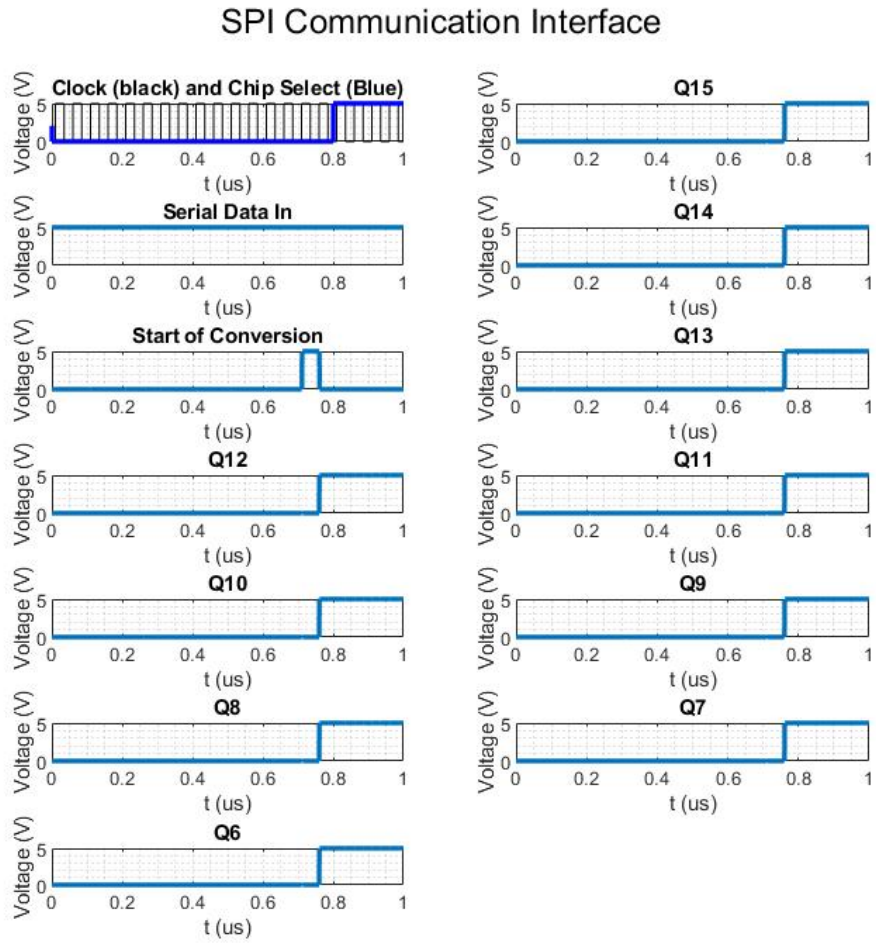 SPI Communication Interface
Clock (black) and Chip Select (Blue)
Voltage (V)
5
0
0 0.2 0.4 0.6 0.8 1
t (us)
Q15
Voltage (V)
5
0
0 0.2 0.4 0.6 0.8 1
t (us)
Serial Data In
Voltage (V)
5
0
0 0.2 0.4 0.6 0.8 1
t (us)
Q14
Voltage (V)
5
0
0 0.2 0.4 0.6 0.8 1
t (us)
Start of Conversion
Voltage (V)
5
0
0 0.2 0.4 0.6 0.8 1
t (us)
Q13
Voltage (V)
5
0
0 0.2 0.4 0.6 0.8 1
t (us)
Q12
Voltage (V)
5
0
0 0.2 0.4 0.6 0.8 1
t (us)
Q11
Voltage (V)
5
0
0 0.2 0.4 0.6 0.8 1
t (us)
Q10
Voltage (V)
5
0
0 0.2 0.4 0.6 0.8 1
t (us)
Q9
Voltage (V)
5
0
0 0.2 0.4 0.6 0.8 1
t (us)
Q8
Voltage (V)
5
0
0 0.2 0.4 0.6 0.8 1
t (us)
Q7
Voltage (V)
5
0
0 0.2 0.4 0.6 0.8 1
t (us)
Q6
Voltage (V)
5
0
0 0.2 0.4 0.6 0.8 1
t (us)